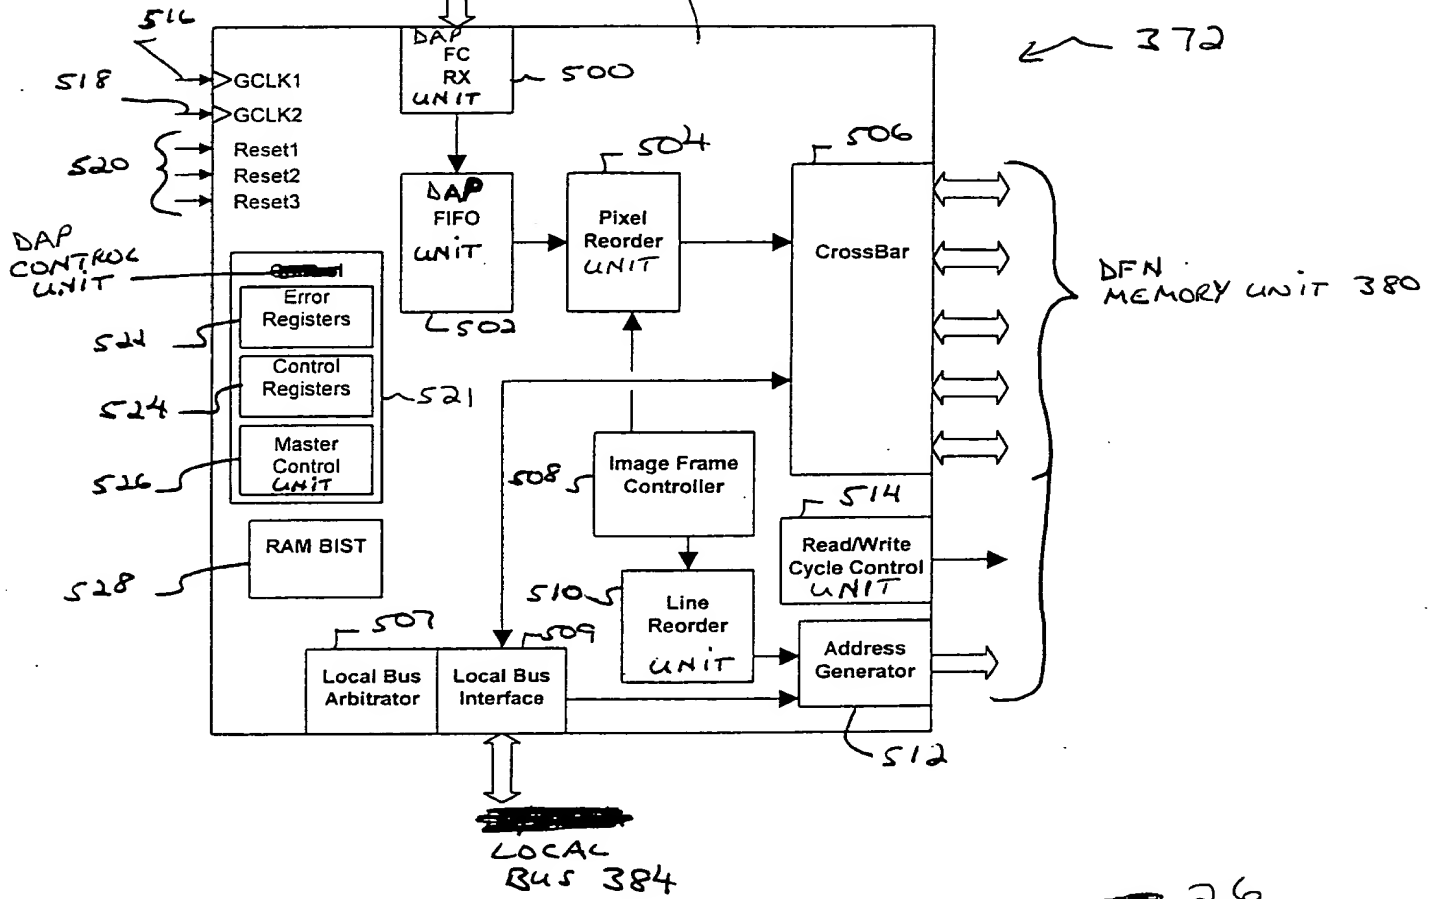 516
372
DAP
FC
RX
UNIT
500
518
GCLK1
GCLK2
520
Reset1
Reset2
Reset3
504
506
DAP
FIFO
UNIT
502
Pixel
Reorder
UNIT
CrossBar
DAP
CONTROL
UNIT
DFN
MEMORY UNIT 380
Error
Registers
522
Control
Registers
524
521
Master
Control
UNIT
526
508
Image Frame
Controller
514
Read/Write
Cycle Control
UNIT
RAM BIST
528
510
Line
Reorder
UNIT
507
509
Local Bus
Arbitrator
Local Bus
Interface
Address
Generator
512
LOCAL
BUS 384
26